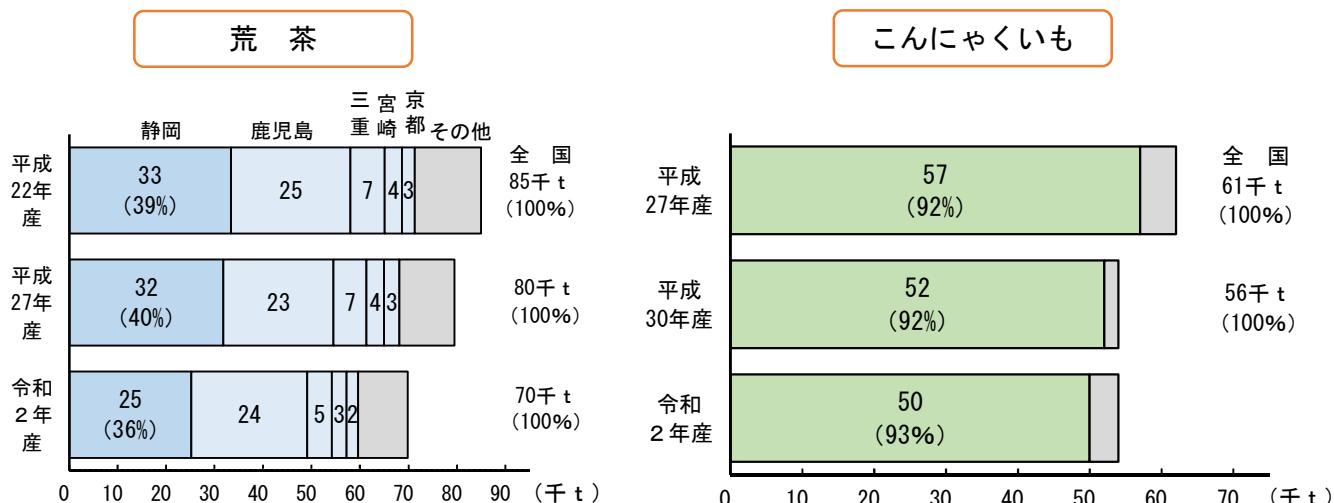 荒　茶
静岡
鹿児島
三重
宮崎
京都
その他
平成
22年
産
33
(39%)
25
7
4
3
全　国
85千ｔ
(100%)
平成
27年
産
32
(40%)
23
7
4
3
80千ｔ
(100%)
令和
２年
産
25
(36%)
24
5
3
2
70千ｔ
(100%)
0 10 20 30 40 50 60 70 80 90 (千ｔ)
こんにゃくいも
平成
27年産
57
(92%)
全　国
61千ｔ
(100%)
平成
30年産
52
(92%)
56千ｔ
(100%)
令和
２年産
50
(93%)
0 10 20 30 40 50 60 70 (千ｔ)